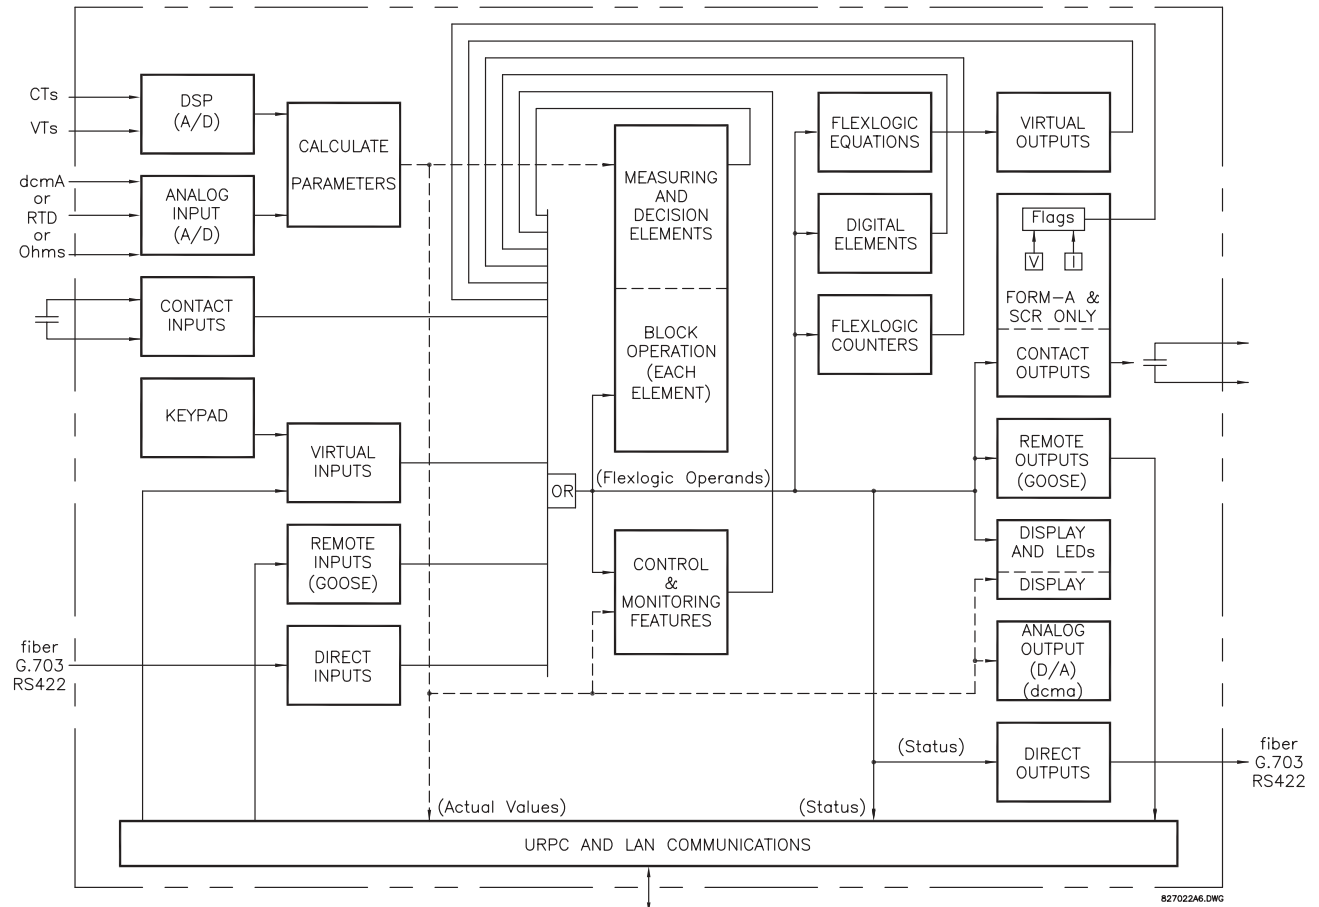 CTs
VTs
dcmA
or
RTD
or
Ohms
DSP
(A/D)
ANALOG
INPUT
(A/D)
CALCULATE
PARAMETERS
CONTACT
INPUTS
KEYPAD
VIRTUAL
INPUTS
REMOTE
INPUTS
(GOOSE)
fiber
G.703
RS422
DIRECT
INPUTS
OR
MEASURING
AND
DECISION
ELEMENTS
BLOCK
OPERATION
(EACH
ELEMENT)
(Flexlogic Operands)
CONTROL
&
MONITORING
FEATURES
FLEXLOGIC
EQUATIONS
DIGITAL
ELEMENTS
FLEXLOGIC
COUNTERS
VIRTUAL
OUTPUTS
Flags
V
I
FORM-A &
SCR ONLY
CONTACT
OUTPUTS
REMOTE
OUTPUTS
(GOOSE)
DISPLAY
AND LEDs
DISPLAY
ANALOG
OUTPUT
(D/A)
(dcma)
(Status)
DIRECT
OUTPUTS
fiber
G.703
RS422
(Actual Values)
(Status)
URPC AND LAN COMMUNICATIONS
827022A6.DWG